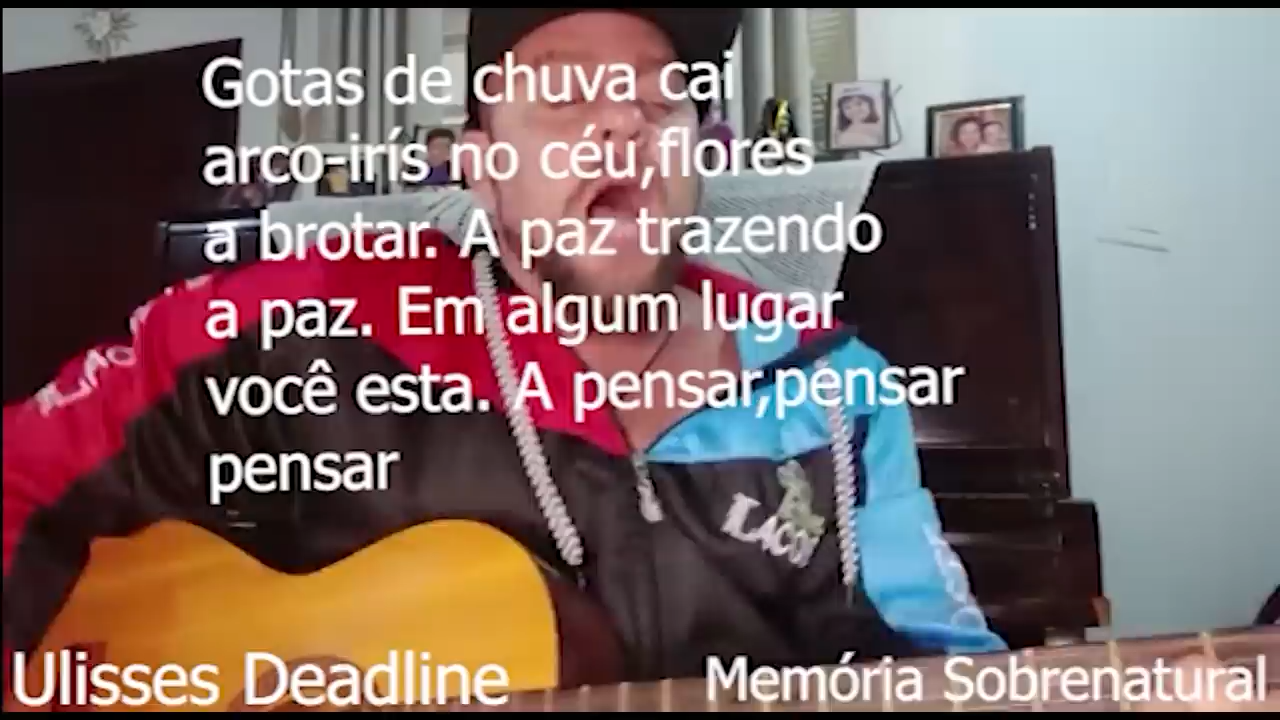 Gotas de chuva cai
arco-irís no céu,flores
a brotar. A paz trazendo
a paz. Em algum lugar
você esta. A pensar,pensar
pensar
Ulisses Deadline
Memória Sobrenatural